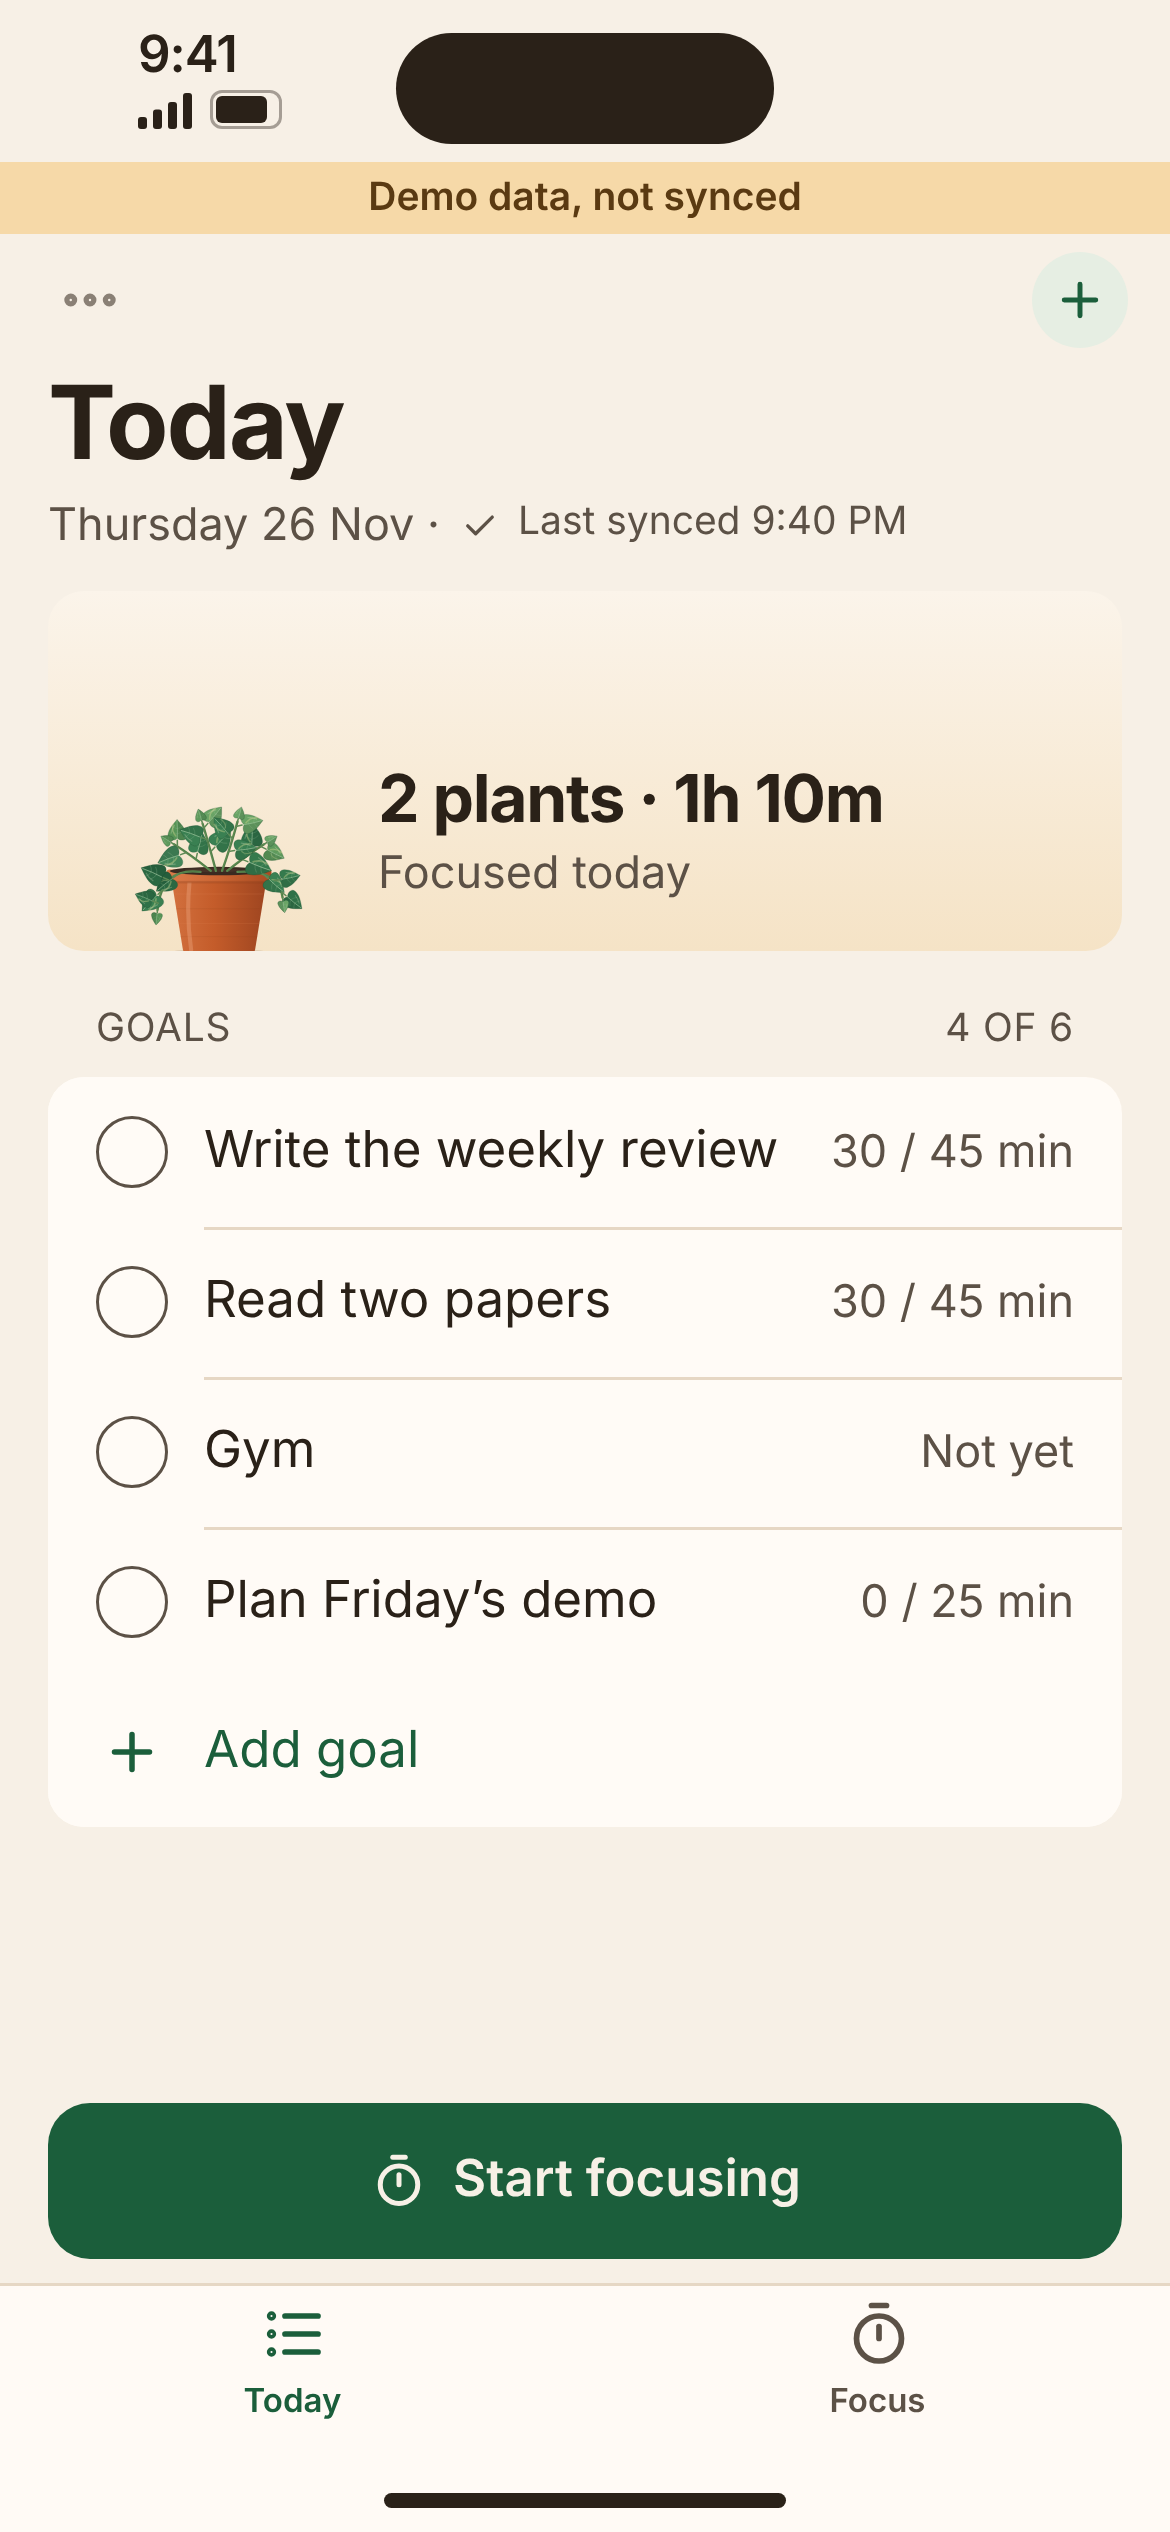 9:41
Demo data, not synced
Today
Thursday 26 Nov · Last synced 9:40 PM
2 plants · 1h 10m
Focused today
GOALS 4 OF 6
Write the weekly review 30 / 45 min
Read two papers 30 / 45 min
Gym Not yet
Plan Friday’s demo 0 / 25 min
Add goal
Start focusing
Today Focus